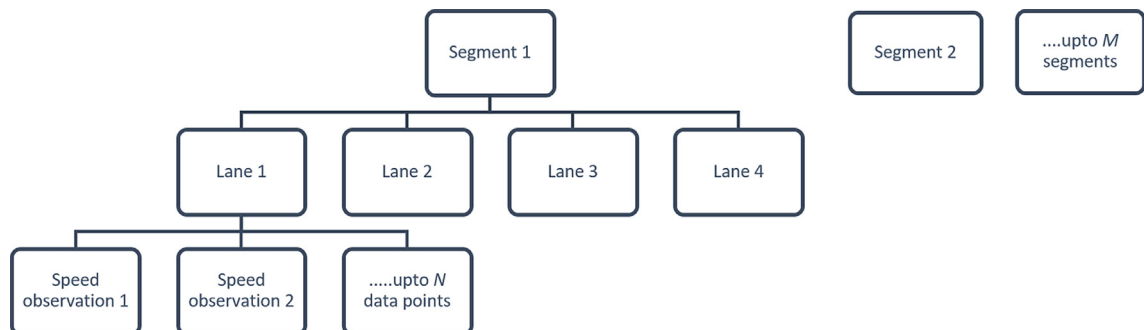 Segment 1
Segment 2
....upto M
segments
Lane 1
Lane 2
Lane 3
Lane 4
Speed
observation 1
Speed
observation 2
.....upto N
data points